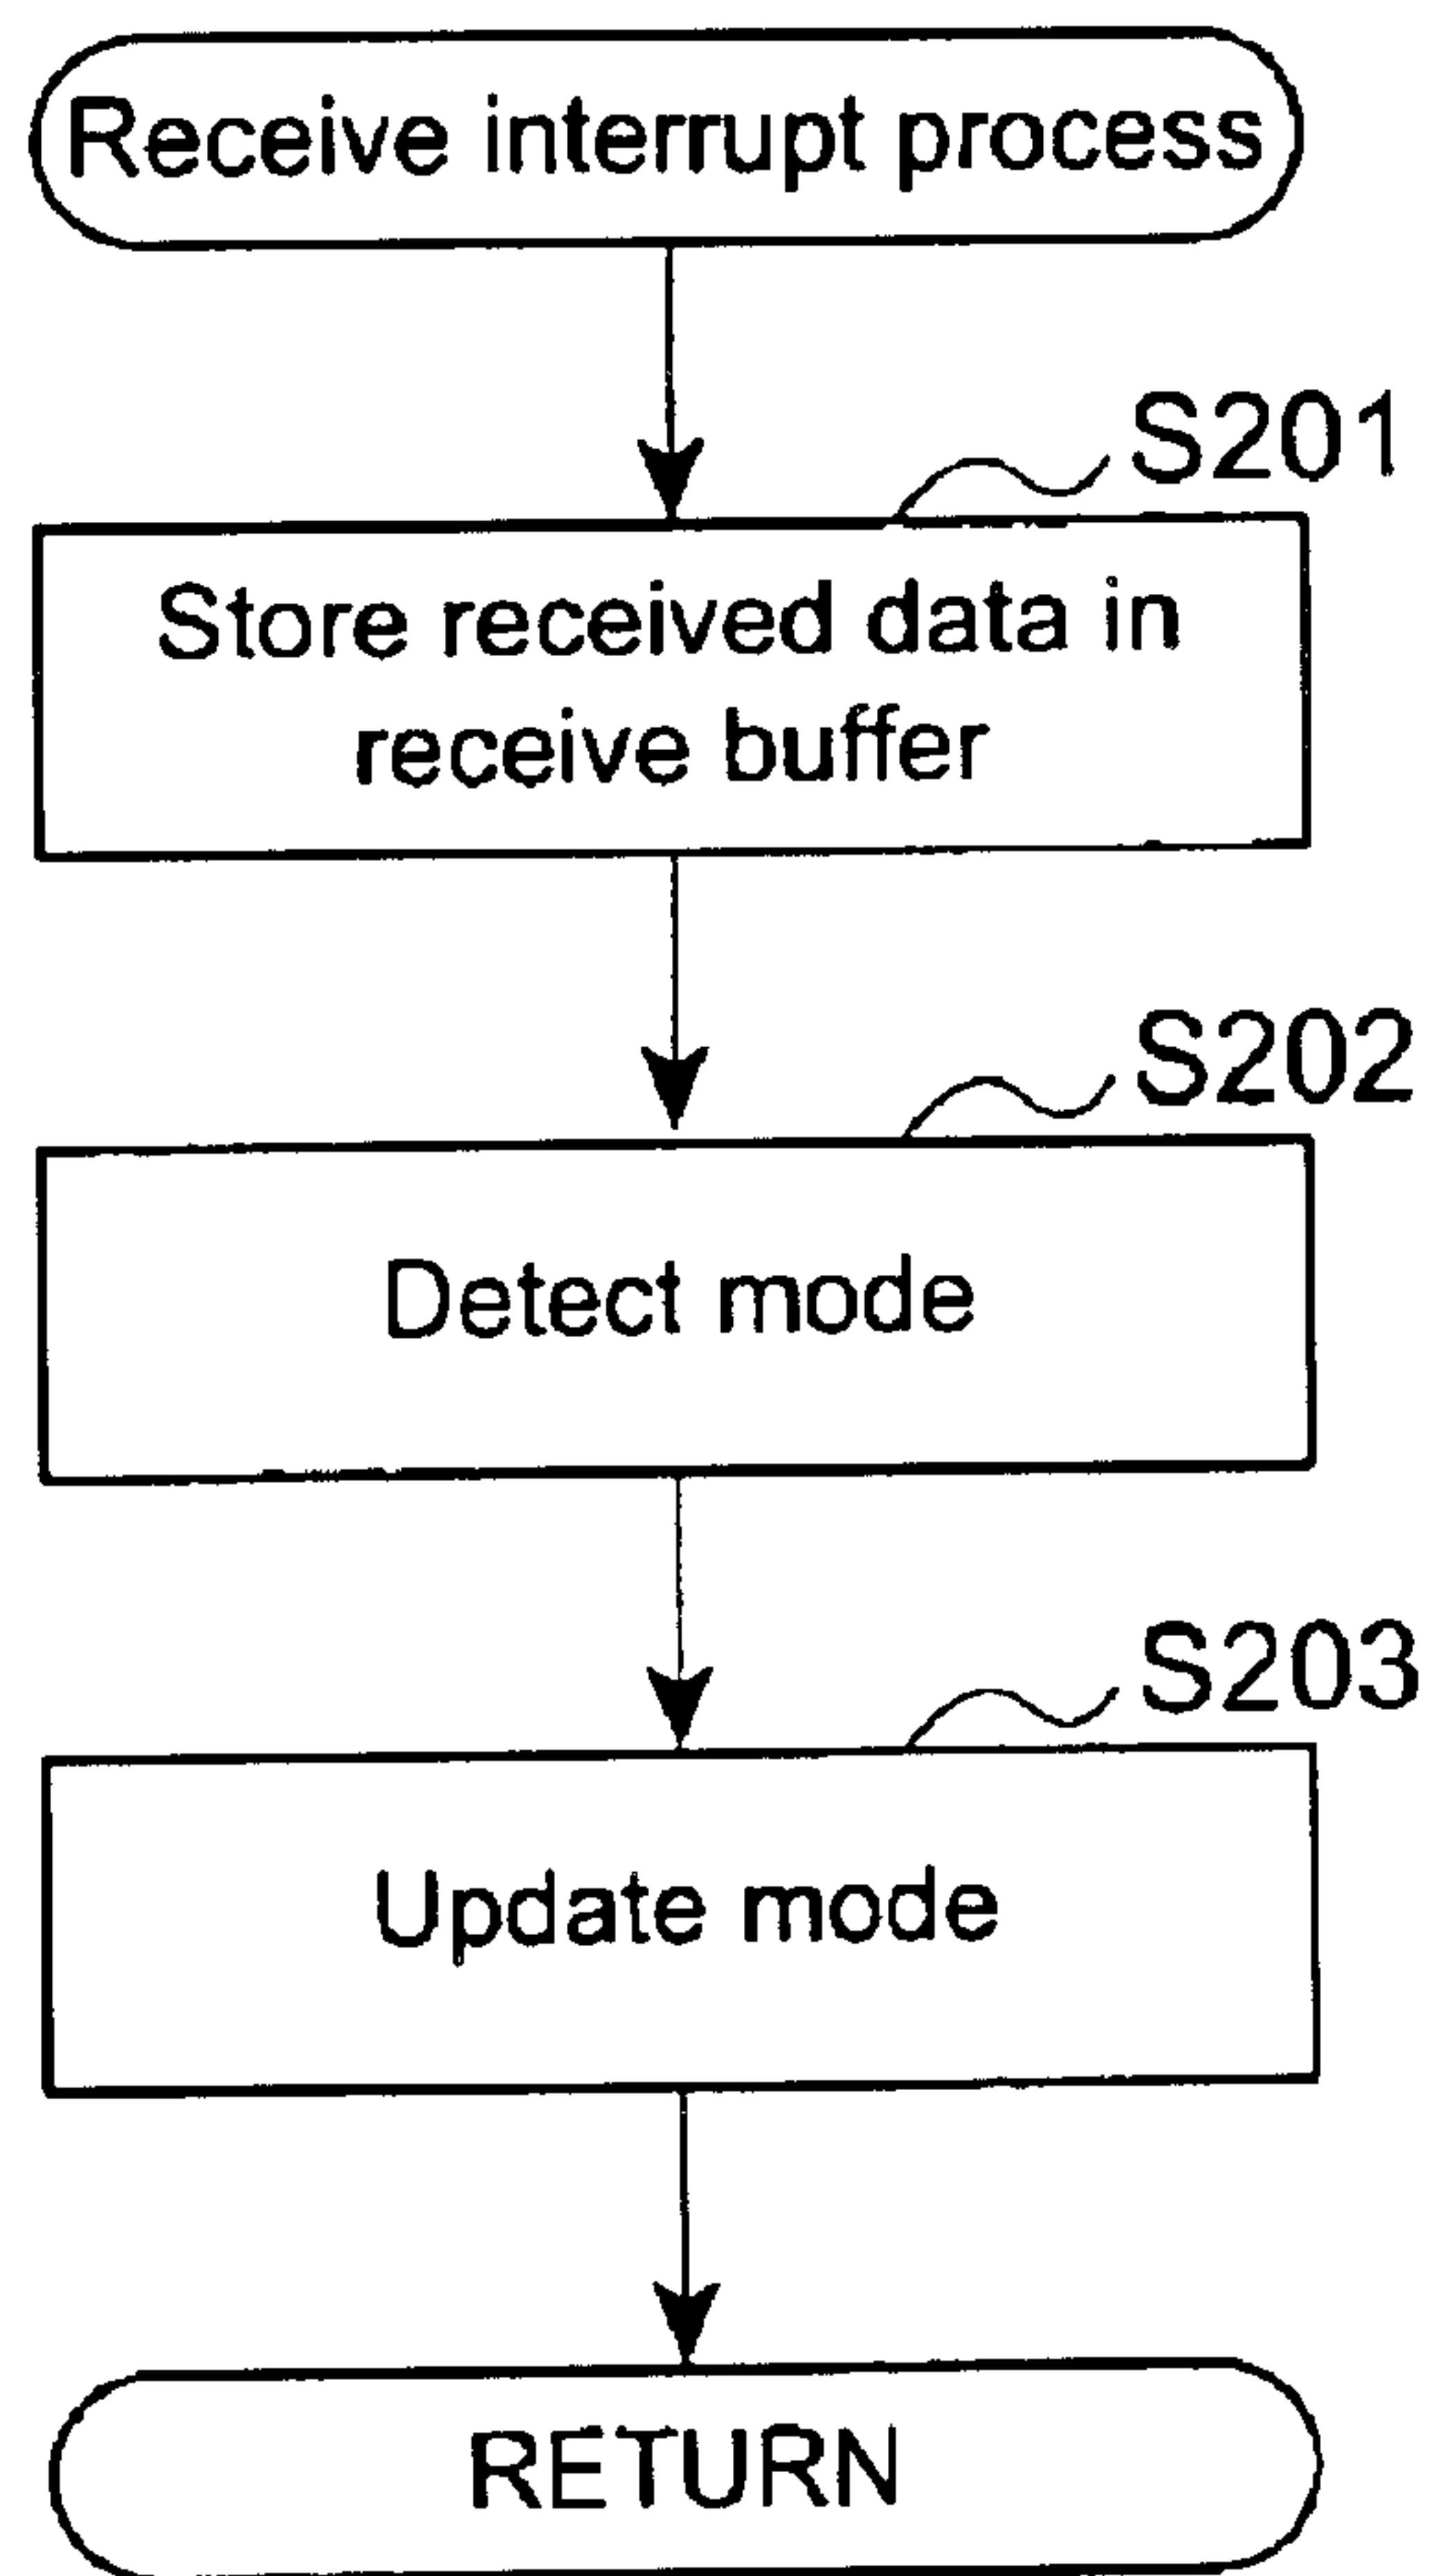 Receive interrupt process
S201
Store received data in
receive buffer
S202
Detect mode
S203
Update mode
RETURN